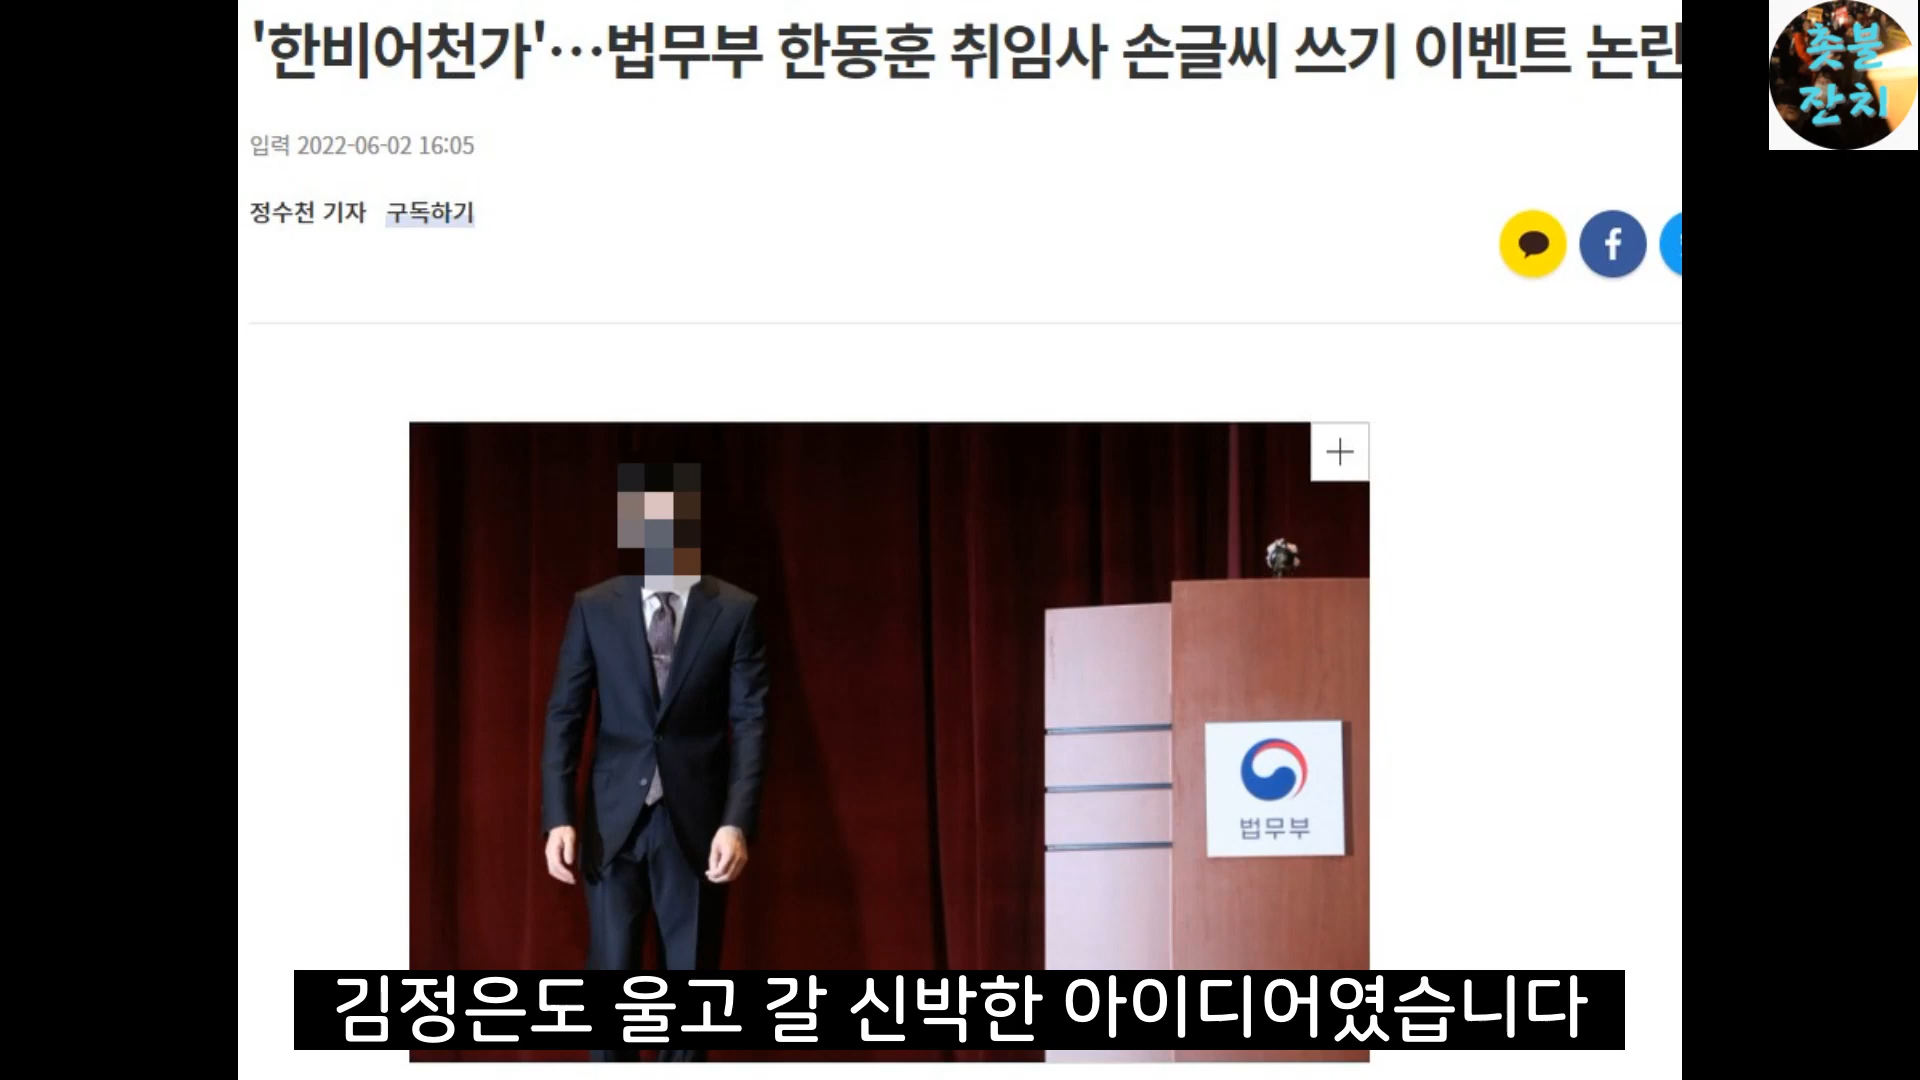 '한비어천가'…법무부 한동훈 취임사 손글씨 쓰기 이벤트 논란
입력 2022-06-02 16:05
정수천 기자 구독하기
촛불
잔치
법무부
김정은도 울고 갈 신박한 아이디어였습니다